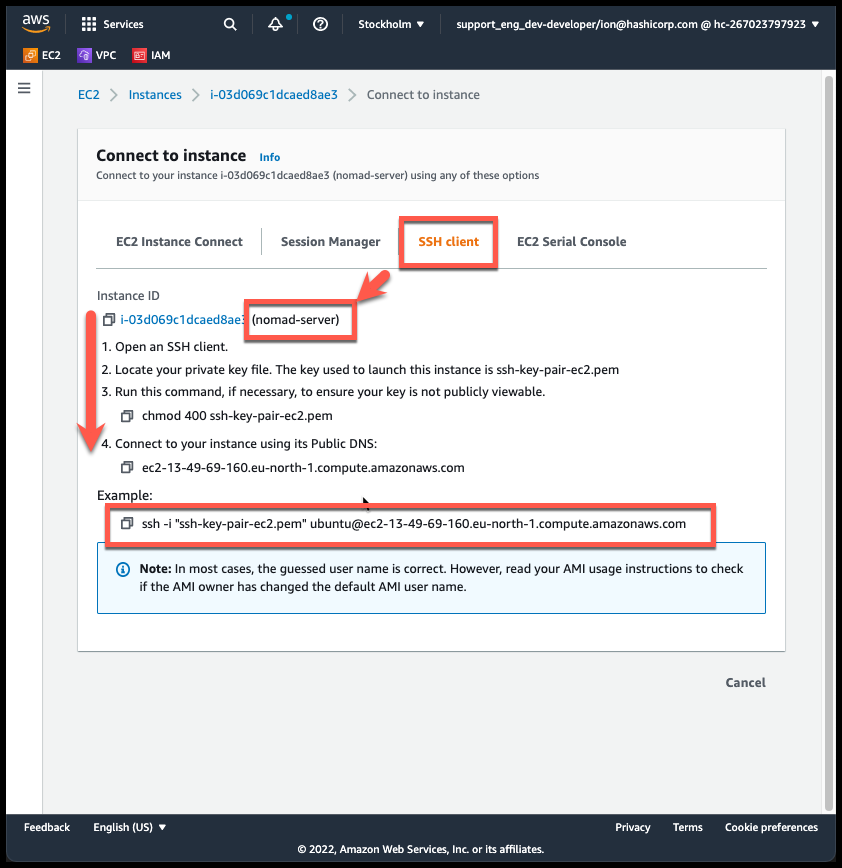 aws
Services
Stockholm
support_eng_dev-developer/ion@hashicorp.com @ hc-267023797923
EC2
VPC
IAM
EC2
Instances
i-03d069c1dcaed8ae3
Connect to instance
Connect to instance
Info
Connect to your instance i-03d069c1dcaed8ae3 (nomad-server) using any of these options
EC2 Instance Connect
Session Manager
SSH client
EC2 Serial Console
Instance ID
i-03d069c1dcaed8ae3 (nomad-server)
1. Open an SSH client.
2. Locate your private key file. The key used to launch this instance is ssh-key-pair-ec2.pem
3. Run this command, if necessary, to ensure your key is not publicly viewable.
chmod 400 ssh-key-pair-ec2.pem
4. Connect to your instance using its Public DNS:
ec2-13-49-69-160.eu-north-1.compute.amazonaws.com
Example:
ssh -i "ssh-key-pair-ec2.pem" ubuntu@ec2-13-49-69-160.eu-north-1.compute.amazonaws.com
Note: In most cases, the guessed user name is correct. However, read your AMI usage instructions to check
if the AMI owner has changed the default AMI user name.
Cancel
Feedback
English (US)
Privacy
Terms
Cookie preferences
© 2022, Amazon Web Services, Inc. or its affiliates.